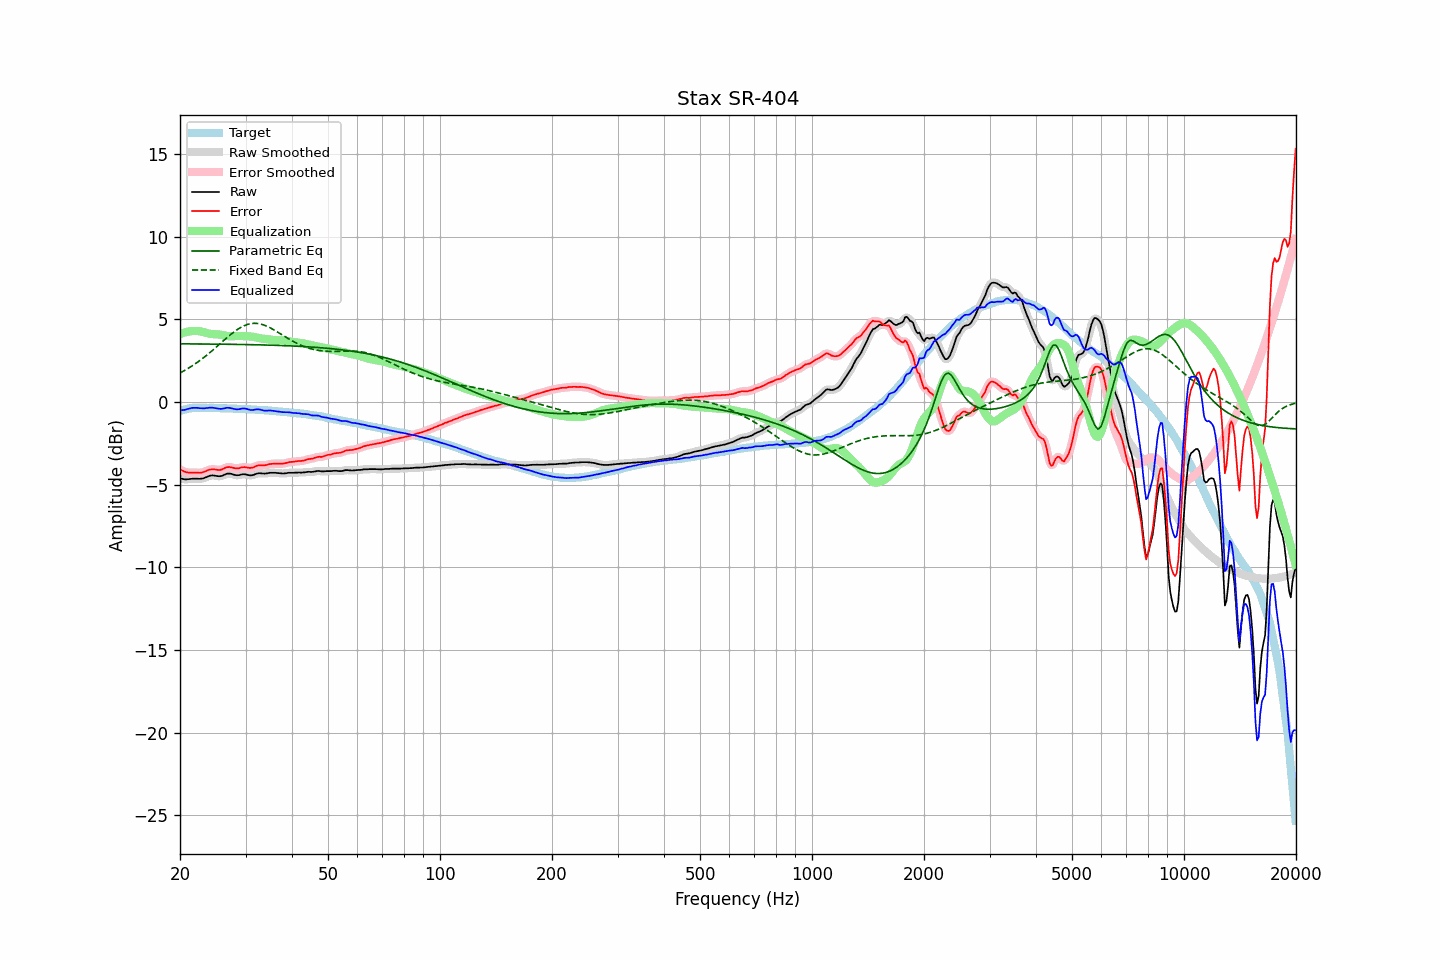 Stax SR-404
Target
Raw Smoothed
Error Smoothed
Raw
Error
Equalization
Parametric Eq
Fixed Band Eq
Equalized
15
10
5
0
−5
−10
−15
−20
−25
Amplitude (dBr)
20
50
100
200
500
1000
2000
5000
10000
20000
Frequency (Hz)